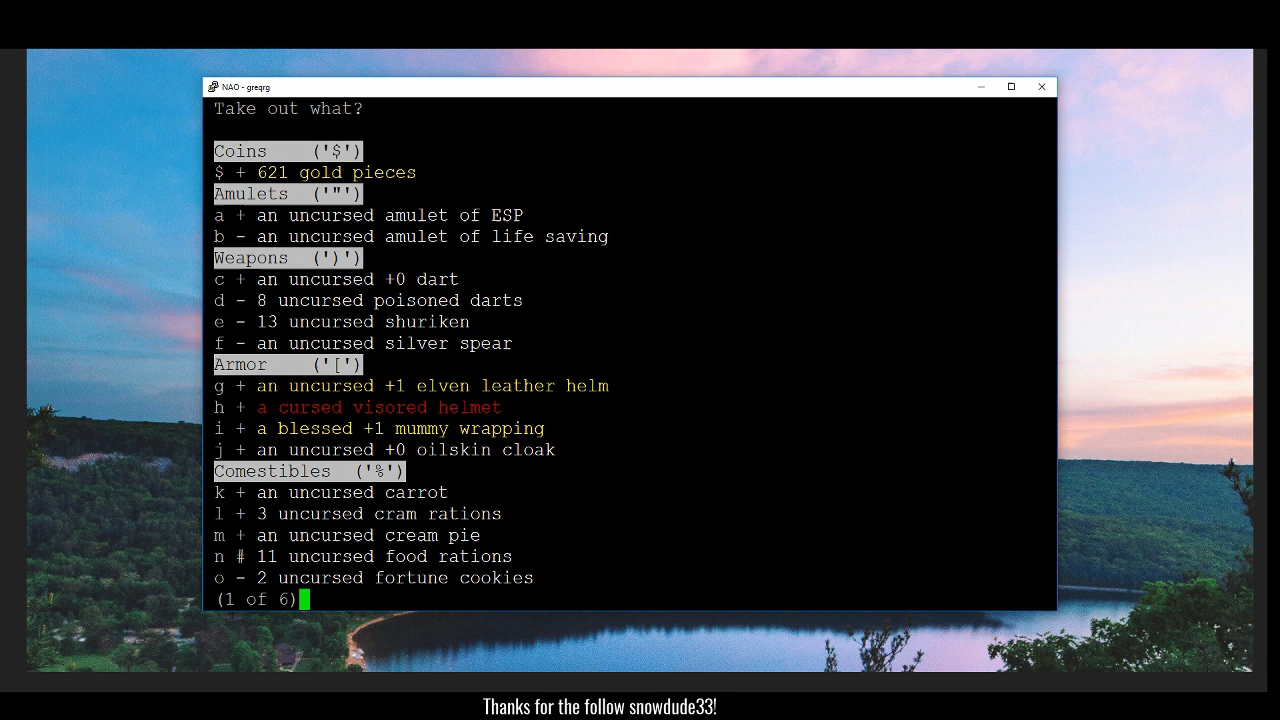 NAO - greqrg
Take out what?
Coins ('$')
$ + 621 gold pieces
Amulets ('"')
a + an uncursed amulet of ESP
b - an uncursed amulet of life saving
Weapons (')')
c + an uncursed +0 dart
d - 8 uncursed poisoned darts
e - 13 uncursed shuriken
f - an uncursed silver spear
Armor ('[')
g + an uncursed +1 elven leather helm
h + a cursed visored helmet
i + a blessed +1 mummy wrapping
j + an uncursed +0 oilskin cloak
Comestibles ('%')
k + an uncursed carrot
l + 3 uncursed cram rations
m + an uncursed cream pie
n # 11 uncursed food rations
o - 2 uncursed fortune cookies
(1 of 6)
Thanks for the follow snowdude33!